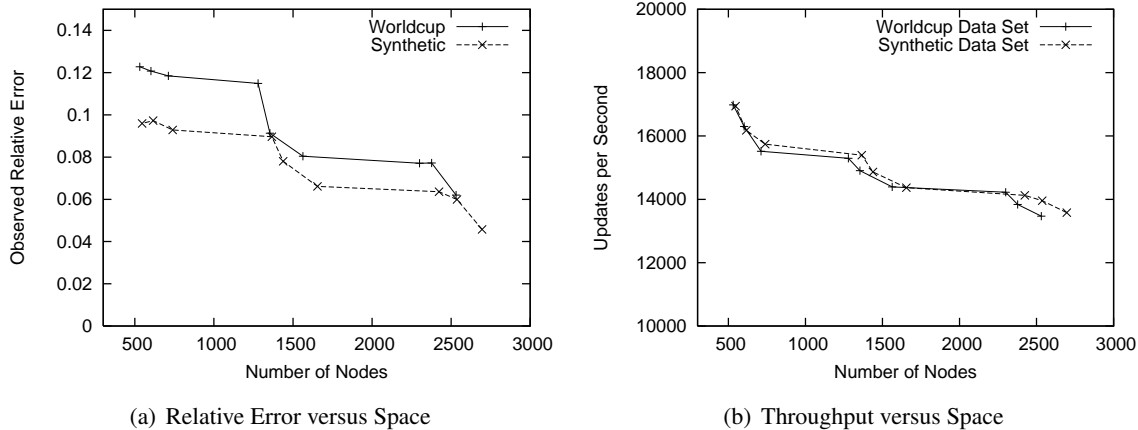 0.14
0.12
0.1
0.08
0.06
0.04
0.02
0
Observed Relative Error
Worldcup
Synthetic
500 1000 1500 2000 2500 3000
Number of Nodes
(a) Relative Error versus Space
20000
18000
16000
14000
12000
10000
Updates per Second
Worldcup Data Set
Synthetic Data Set
500 1000 1500 2000 2500 3000
Number of Nodes
(b) Throughput versus Space